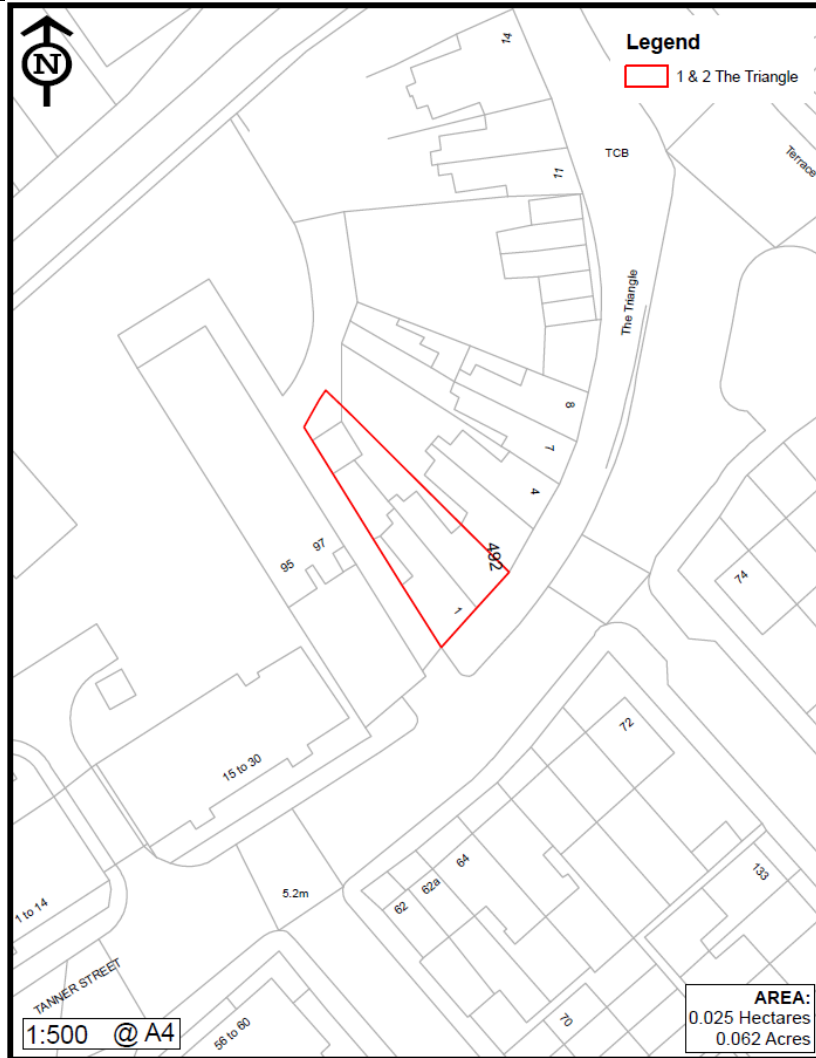 N
Legend
1 & 2 The Triangle
14
TCB
Terrace
11
The Triangle
8
7
4
492
97
95
1
74
72
15 to 30
64
62a
62
133
5.2m
1 to 14
TANNER STREET
56 to 60
70
1:500 @ A4
AREA:
0.025 Hectares
0.062 Acres